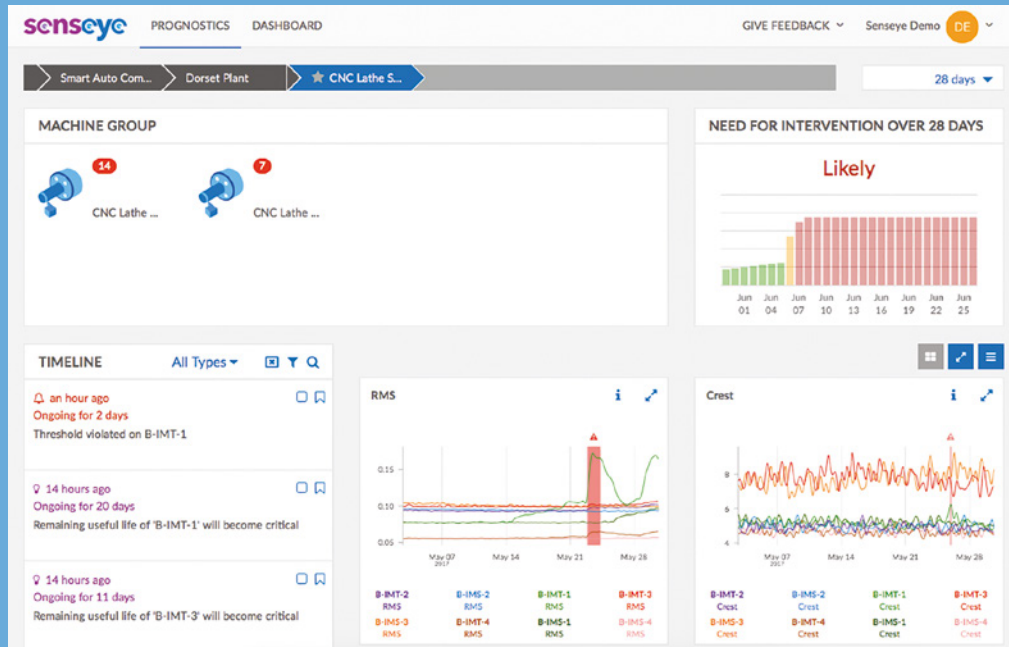 senseye PROGNOSTICS DASHBOARD GIVE FEEDBACK Senseye Demo DE
Smart Auto Com... Dorset Plant CNC Lathe S... 28 days
MACHINE GROUP
14 7
CNC Lathe ... CNC Lathe ...
NEED FOR INTERVENTION OVER 28 DAYS
Likely
Jun Jun Jun Jun Jun Jun Jun Jun Jun
01 04 07 10 13 16 19 22 25
TIMELINE All Types
an hour ago
Ongoing for 2 days
Threshold violated on B-IMT-1
14 hours ago
Ongoing for 20 days
Remaining useful life of 'B-IMT-1' will become critical
14 hours ago
Ongoing for 11 days
Remaining useful life of 'B-IMT-3' will become critical
RMS i
0.15
0.10
0.05
May 07 May 14 May 21 May 28
2017
B-IMT-2 B-IMS-2 B-IMT-1 B-IMT-3
RMS RMS RMS RMS
B-IMS-3 B-IMT-4 B-IMS-1 B-IMS-4
RMS RMS RMS RMS
Crest i
8
6
4
May 07 May 14 May 21 May 28
2017
B-IMT-2 B-IMS-2 B-IMT-1 B-IMT-3
Crest Crest Crest Crest
B-IMS-3 B-IMT-4 B-IMS-1 B-IMS-4
Crest Crest Crest Crest